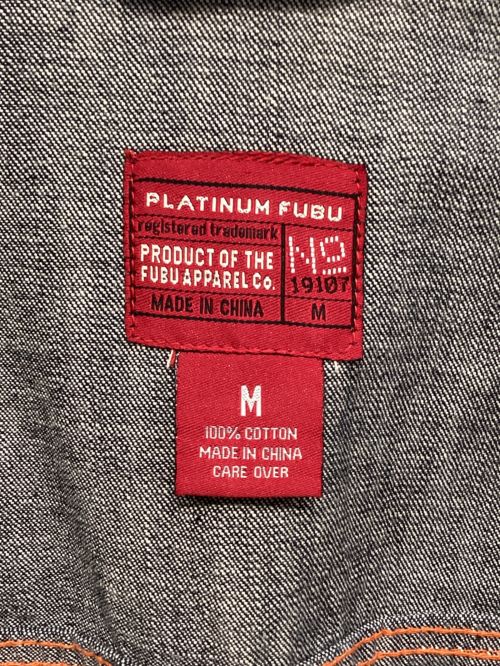 PLATINUM FUBU
registered trademark
PRODUCT OF THE
FUBU APPAREL Co.
MADE IN CHINA
No
19107
M
M
100% COTTON
MADE IN CHINA
CARE OVER